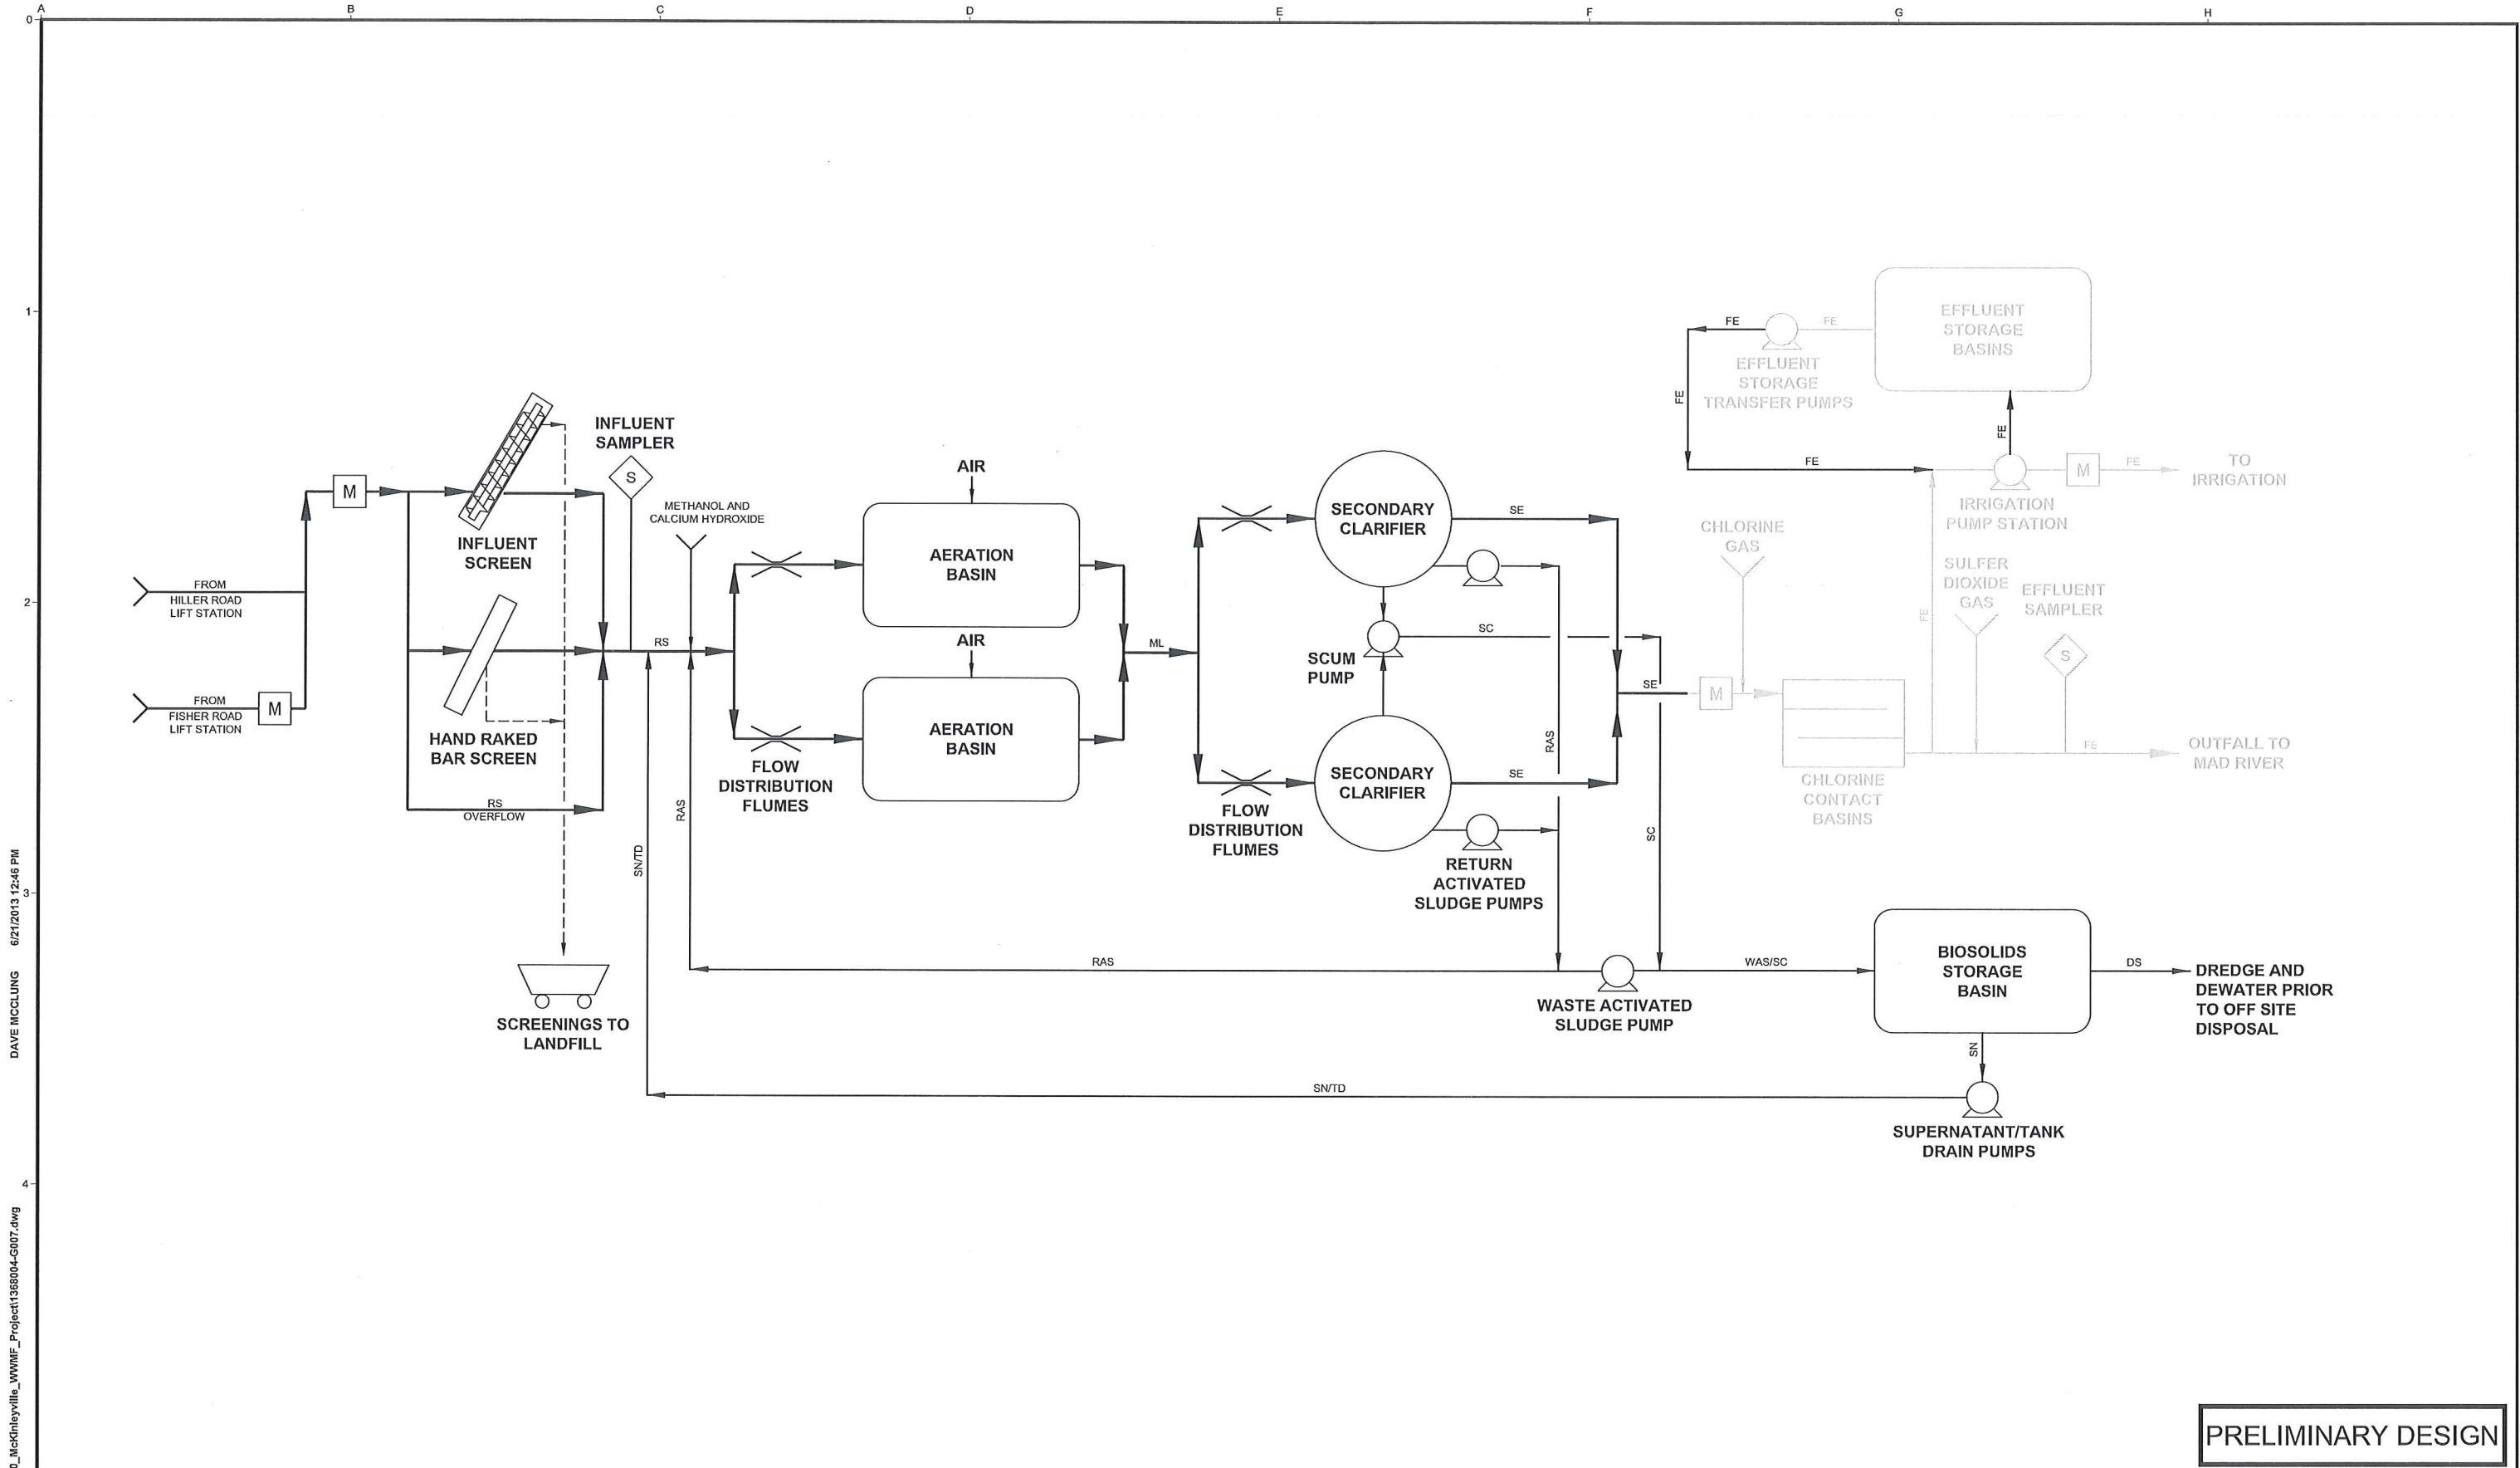 A B C D E F G H
0
1
2
3
4
EFFLUENT
STORAGE
BASINS
FE
FE
EFFLUENT
STORAGE
TRANSFER PUMPS
FE
FE
FE
M
FE
TO
IRRIGATION
IRRIGATION
PUMP STATION
INFLUENT
SAMPLER
S
M
INFLUENT
SCREEN
METHANOL AND
CALCIUM HYDROXIDE
AIR
AERATION
BASIN
AIR
AERATION
BASIN
SECONDARY
CLARIFIER
SE
CHLORINE
GAS
SULFER
DIOXIDE
GAS
EFFLUENT
SAMPLER
S
FE
FROM
HILLER ROAD
LIFT STATION
RS
ML
SC
SCUM
PUMP
SE
M
FROM
FISHER ROAD
LIFT STATION
M
HAND RAKED
BAR SCREEN
FLOW
DISTRIBUTION
FLUMES
SECONDARY
CLARIFIER
SE
RAS
FE
OUTFALL TO
MAD RIVER
CHLORINE
CONTACT
BASINS
RS
OVERFLOW
SN/TD
RAS
FLOW
DISTRIBUTION
FLUMES
SC
RETURN
ACTIVATED
SLUDGE PUMPS
RAS
WAS/SC
BIOSOLIDS
STORAGE
BASIN
DS
DREDGE AND
DEWATER PRIOR
TO OFF SITE
DISPOSAL
SCREENINGS TO
LANDFILL
WASTE ACTIVATED
SLUDGE PUMP
SN
SN/TD
SUPERNATANT/TANK
DRAIN PUMPS
DAVE MCCLUNG 6/21/2013 12:46 PM
0_McKinleyville_WWMF_Project\1368004-G007.dwg
PRELIMINARY DESIGN